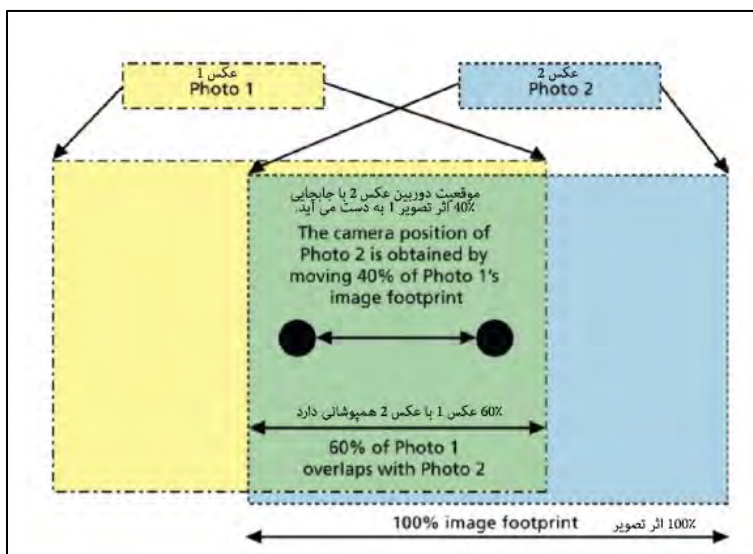 عکس 1
Photo 1
عکس 2
Photo 2
موقعیت دوربین عکس 2 با جابجایی
40% اثر تصویر 1 به دست می آید.
The camera position of
Photo 2 is obtained by
moving 40% of Photo 1's
image footprint
60% عکس 1 با عکس 2 همپوشانی دارد
60% of Photo 1
overlaps with Photo 2
100% image footprint 100% اثر تصویر